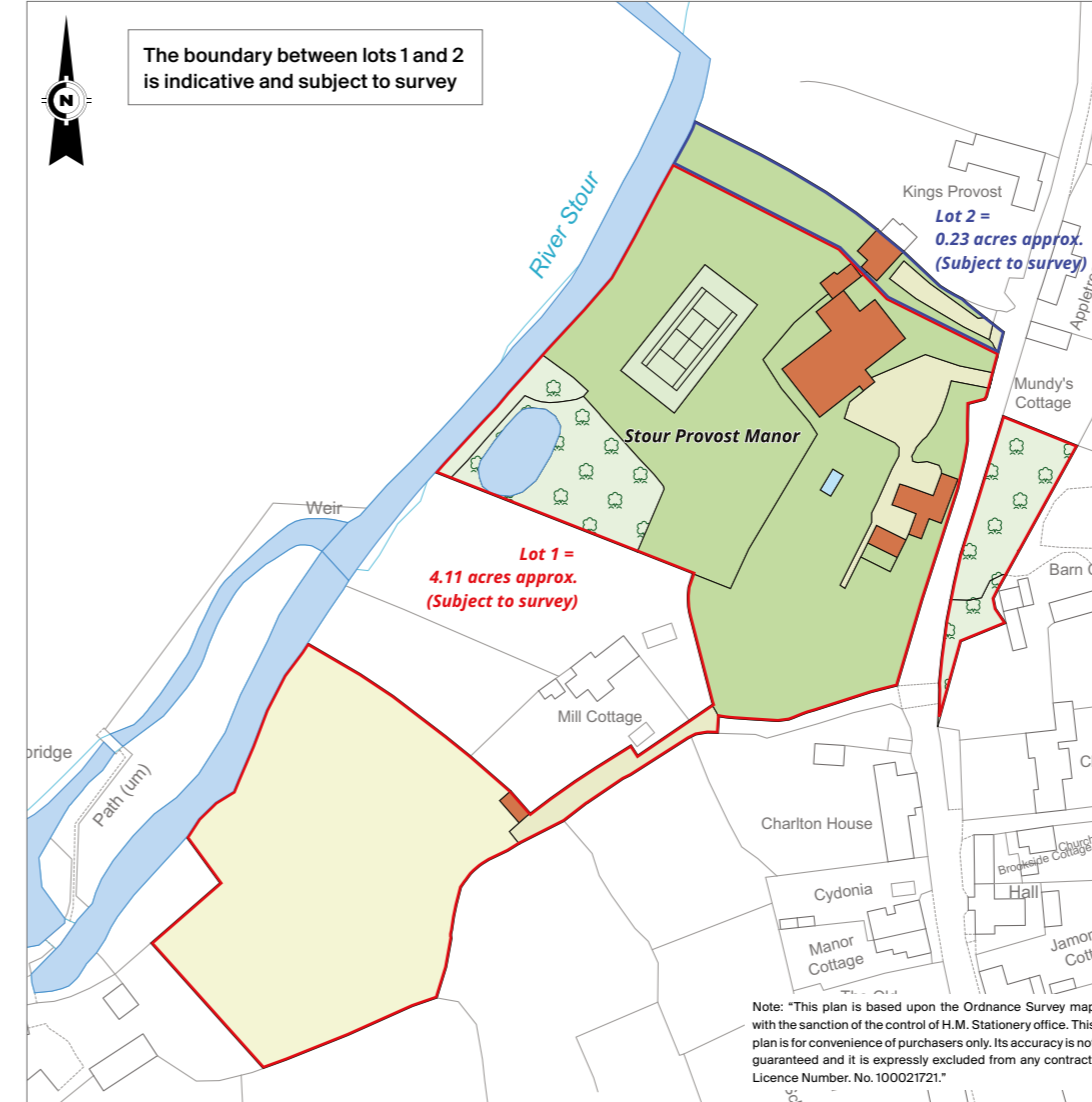 The boundary between lots 1 and 2
is indicative and subject to survey
N
River Stour
Kings Provost
Lot 2 =
0.23 acres approx.
(Subject to survey)
Mundy's
Cottage
Stour Provost Manor
Weir
Lot 1 =
4.11 acres approx.
(Subject to survey)
Barn
Mill Cottage
Path (um)
Charlton House
Church
Brookside Cottage
Cydonia
Hall
Manor
Cottage
Note: “This plan is based upon the Ordnance Survey map
with the sanction of the control of H.M. Stationery office. This
plan is for convenience of purchasers only. Its accuracy is not
guaranteed and it is expressly excluded from any contract.
Licence Number. No. 100021721.”